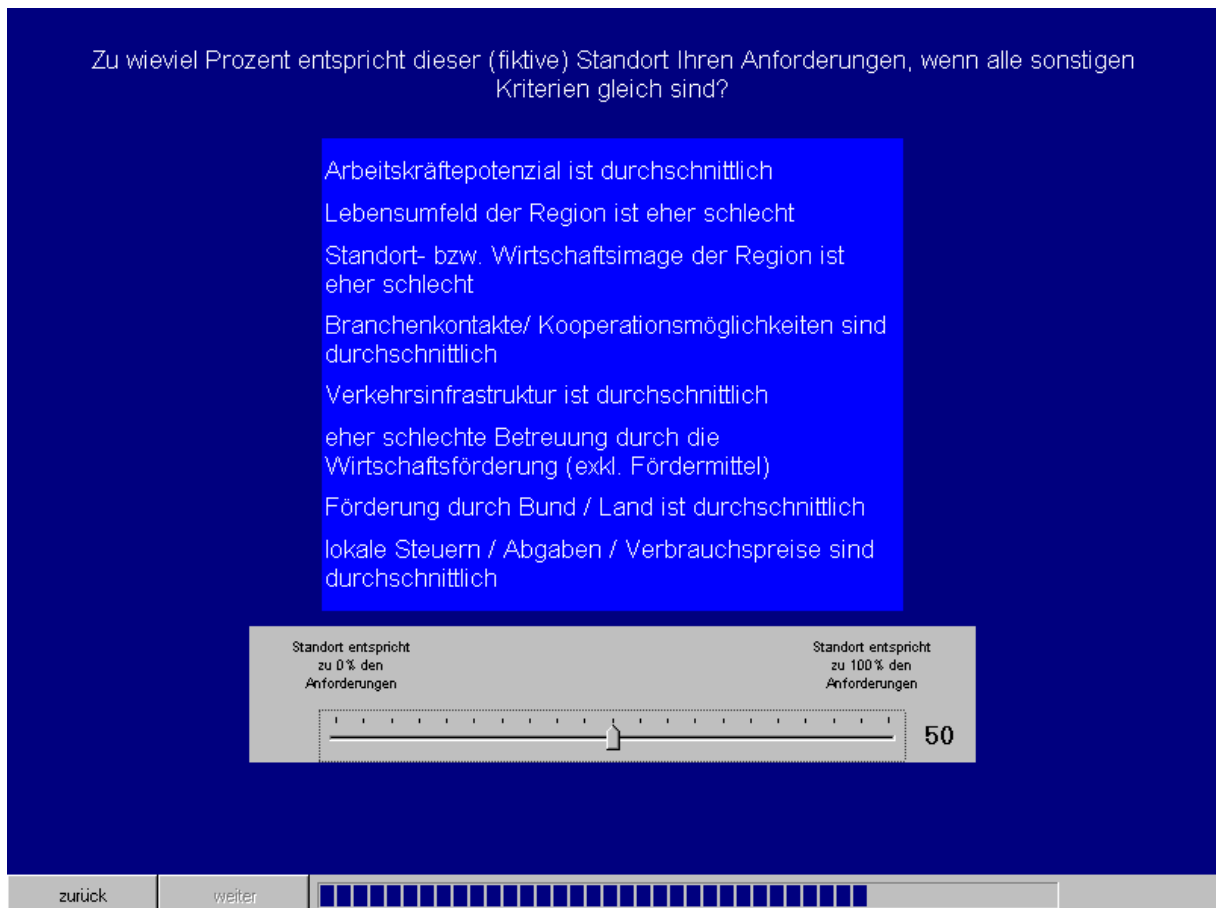 Zu wieviel Prozent entspricht dieser (fiktive) Standort Ihren Anforderungen, wenn alle sonstigen
Kriterien gleich sind?
Arbeitskräftepotenzial ist durchschnittlich
Lebensumfeld der Region ist eher schlecht
Standort- bzw. Wirtschaftsimage der Region ist
eher schlecht
Branchenkontakte/ Kooperationsmöglichkeiten sind
durchschnittlich
Verkehrsinfrastruktur ist durchschnittlich
eher schlechte Betreuung durch die
Wirtschaftsförderung (exkl. Fördermittel)
Förderung durch Bund / Land ist durchschnittlich
lokale Steuern / Abgaben / Verbrauchspreise sind
durchschnittlich
Standort entspricht
zu 0% den
Anforderungen
Standort entspricht
zu 100% den
Anforderungen
50
zurück
weiter